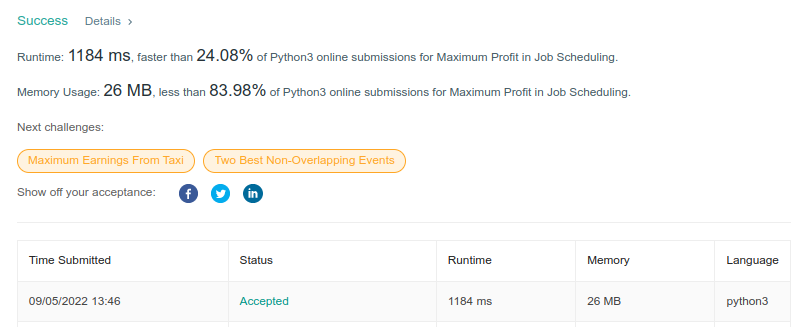 Success Details >
Runtime: 1184 ms, faster than 24.08% of Python3 online submissions for Maximum Profit in Job Scheduling.
Memory Usage: 26 MB, less than 83.98% of Python3 online submissions for Maximum Profit in Job Scheduling.
Next challenges:
Maximum Earnings From Taxi Two Best Non-Overlapping Events
Show off your acceptance: f in
Time Submitted Status Runtime Memory Language
09/05/2022 13:46 Accepted 1184 ms 26 MB python3